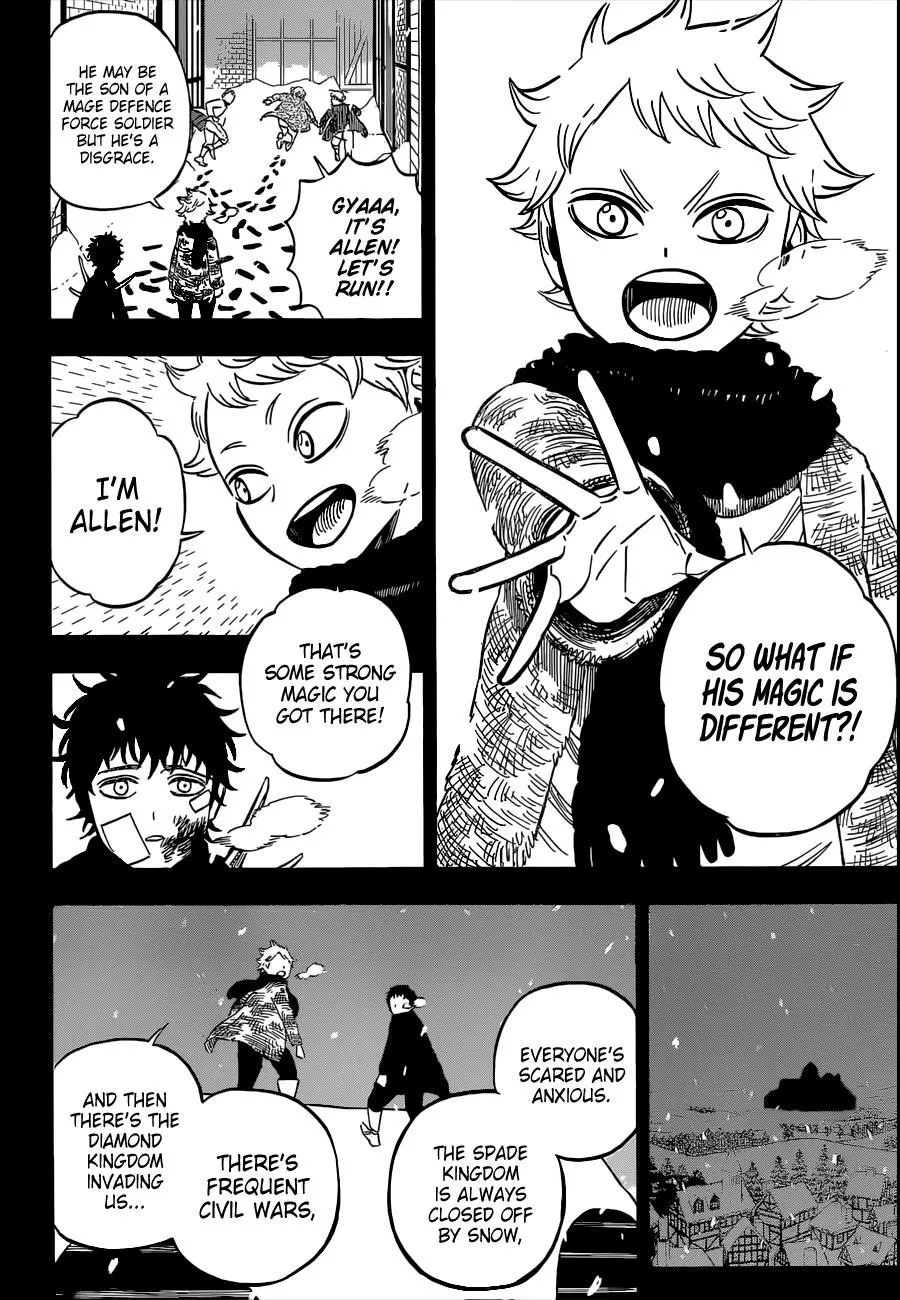 SO WHAT IF
HIS MAGIC IS
DIFFERENT?!
GYAAA,
IT'S
ALLEN!
LET'S
RUN!!
HE MAY BE
THE SON OF A
MAGE DEFENCE
FORCE SOLDIER
BUT HE'S A
DISGRACE.
I'M
ALLEN!
THAT'S
SOME STRONG
MAGIC YOU
GOT THERE!
EVERYONE'S
SCARED AND
ANXIOUS.
THE SPADE
KINGDOM
IS ALWAYS
CLOSED OFF
BY SNOW,
THERE'S
FREQUENT
CIVIL WARS,
AND THEN
THERE'S THE
DIAMOND
KINGDOM
INVADING
US...